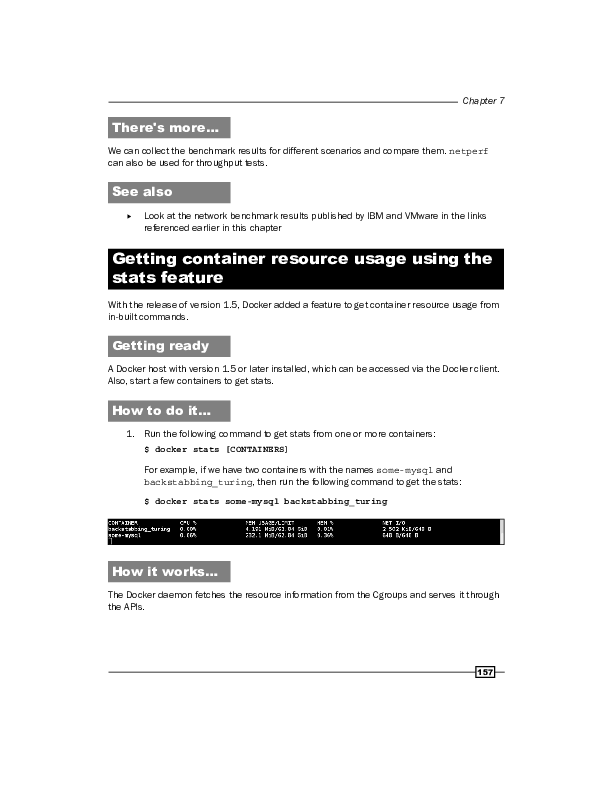 Chapter 7
There's more...
We can collect the benchmark results for different scenarios and compare them. netperf
can also be used for throughput tests.
See also
► Look at the network benchmark results published by IBM and VMware in the links
referenced earlier in this chapter
Getting container resource usage using the
stats feature
With the release of version 1.5, Docker added a feature to get container resource usage from
in-built commands.
Getting ready
A Docker host with version 1.5 or later installed, which can be accessed via the Docker client.
Also, start a few containers to get stats.
How to do it...
1. Run the following command to get stats from one or more containers:
$ docker stats [CONTAINERS]
For example, if we have two containers with the names some-mysql and
backstabbing_turing, then run the following command to get the stats:
$ docker stats some-mysql backstabbing_turing
CONTAINER CPU % MEM USAGE/LIMIT MEM % NET I/O
backstabbing_turing 0.00% 4.191 MiB/62.84 GiB 0.01% 2.502 KiB/648 B
some-mysql 0.06% 232.1 MiB/62.84 GiB 0.36% 648 B/648 B
How it works...
The Docker daemon fetches the resource information from the Cgroups and serves it through
the APIs.
157